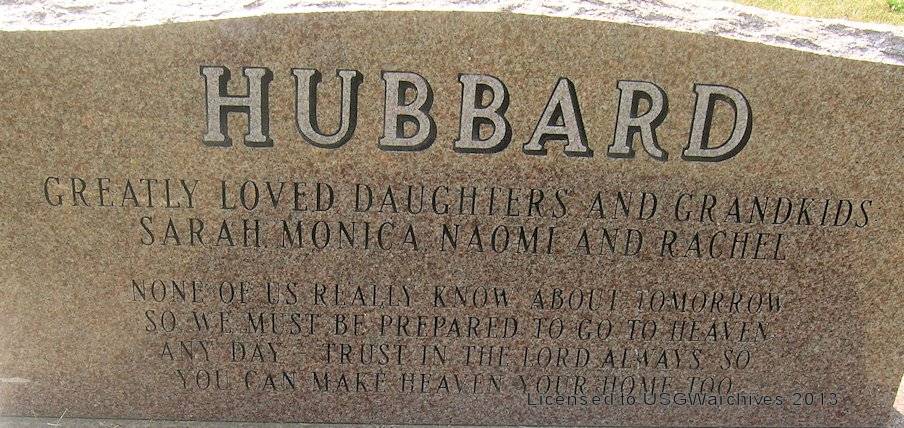 HUBBARD
GREATLY LOVED DAUGHTERS AND GRANDKIDS
SARAH, MONICA, NAOMI AND RACHEL
NONE OF US REALLY KNOW ABOUT TOMORROW
SO WE MUST BE PREPARED TO GO TO HEAVEN
ANY DAY - TRUST IN THE LORD ALWAYS SO
YOU CAN MAKE HEAVEN YOUR HOME TOO.
Licensed to USGWarchives 2013